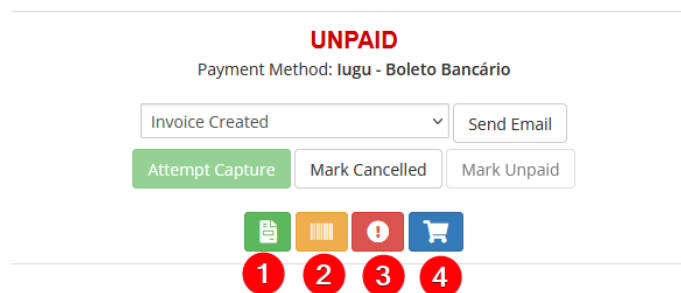 UNPAID
Payment Method: Iugu - Boleto Bancário
Invoice Created Send Email
Attempt Capture Mark Cancelled Mark Unpaid
1 2 3 4